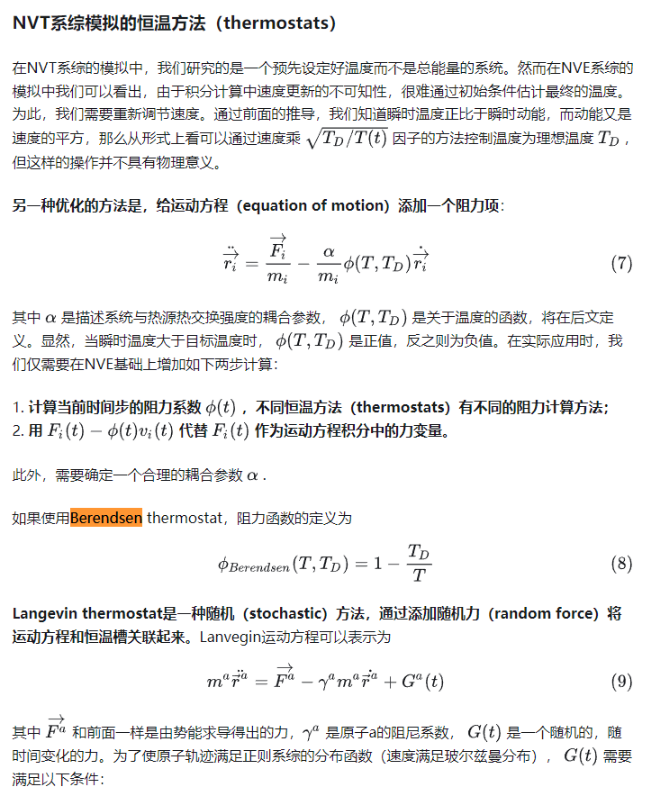 NVT系综模拟的恒温方法（thermostats）
在NVT系综的模拟中，我们研究的是一个预先设定好温度而不是总能量的系统。然而在NVE系综的
模拟中我们可以看出，由于积分计算中速度更新的不可知性，很难通过初始条件估计最终的温度。
为此，我们需要重新调节速度。通过前面的推导，我们知道瞬时温度正比于瞬时动能，而动能又是
速度的平方，那么从形式上看可以通过速度乘 $\sqrt{T_D/T(t)}$ 因子的方法控制温度为理想温度 $T_D$ ，
但这样的操作并不具有物理意义。
另一种优化的方法是，给运动方程（equation of motion）添加一个阻力项：
$\ddot{\overrightarrow{r_i}} = \frac{\overrightarrow{F_i}}{m_i} - \frac{\alpha}{m_i}\phi(T,T_D)\dot{\overrightarrow{r_i}}$ (7)
其中 $\alpha$ 是描述系统与热源热交换强度的耦合参数， $\phi(T,T_D)$ 是关于温度的函数，将在后文定
义。显然，当瞬时温度大于目标温度时， $\phi(T,T_D)$ 是正值，反之则为负值。在实际应用时，我
们仅需要在NVE基础上增加如下两步计算：
1. 计算当前时间步的阻力系数 $\phi(t)$ ，不同恒温方法（thermostats）有不同的阻力计算方法；
2. 用 $F_i(t) - \phi(t)v_i(t)$ 代替 $F_i(t)$ 作为运动方程积分中的力变量。
此外，需要确定一个合理的耦合参数 $\alpha$ .
如果使用Berendsen thermostat，阻力函数的定义为
$\phi_{Berendsen}(T,T_D) = 1 - \frac{T_D}{T}$ (8)
Langevin thermostat是一种随机（stochastic）方法，通过添加随机力（random force）将
运动方程和恒温槽关联起来。Lanvegin运动方程可以表示为
$m^a\ddot{\vec{r}}^a = \overrightarrow{F^a} - \gamma^a m^a\dot{\vec{r}}^a + G^a(t)$ (9)
其中 $\overrightarrow{F^a}$ 和前面一样是由势能求导得出的力， $\gamma^a$ 是原子a的阻尼系数， $G(t)$ 是一个随机的，随
时间变化的力。为了使原子轨迹满足正则系综的分布函数（速度满足玻尔兹曼分布）， $G(t)$ 需要
满足以下条件：